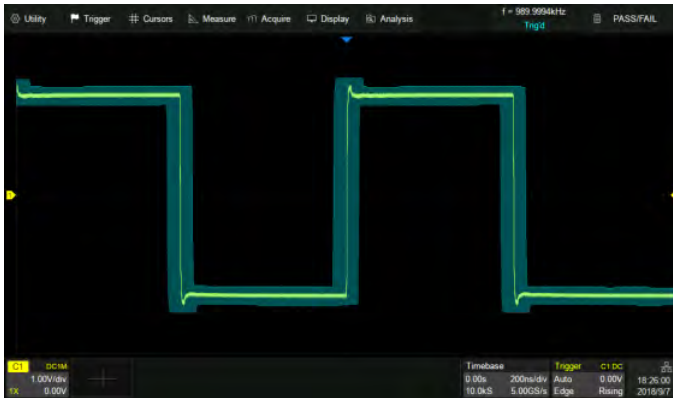 Utility Trigger Cursors Measure Acquire Display Analysis f = 989.9994kHz PASS/FAIL
Trig'd
1
C1 DC1M
1.00V/div
1X 0.00V
Timebase
0.00s 200ns/div
10.0kS 5.00GS/s
Trigger C1 DC
Auto 0.00V
Edge Rising
18:26:00
2018/9/7